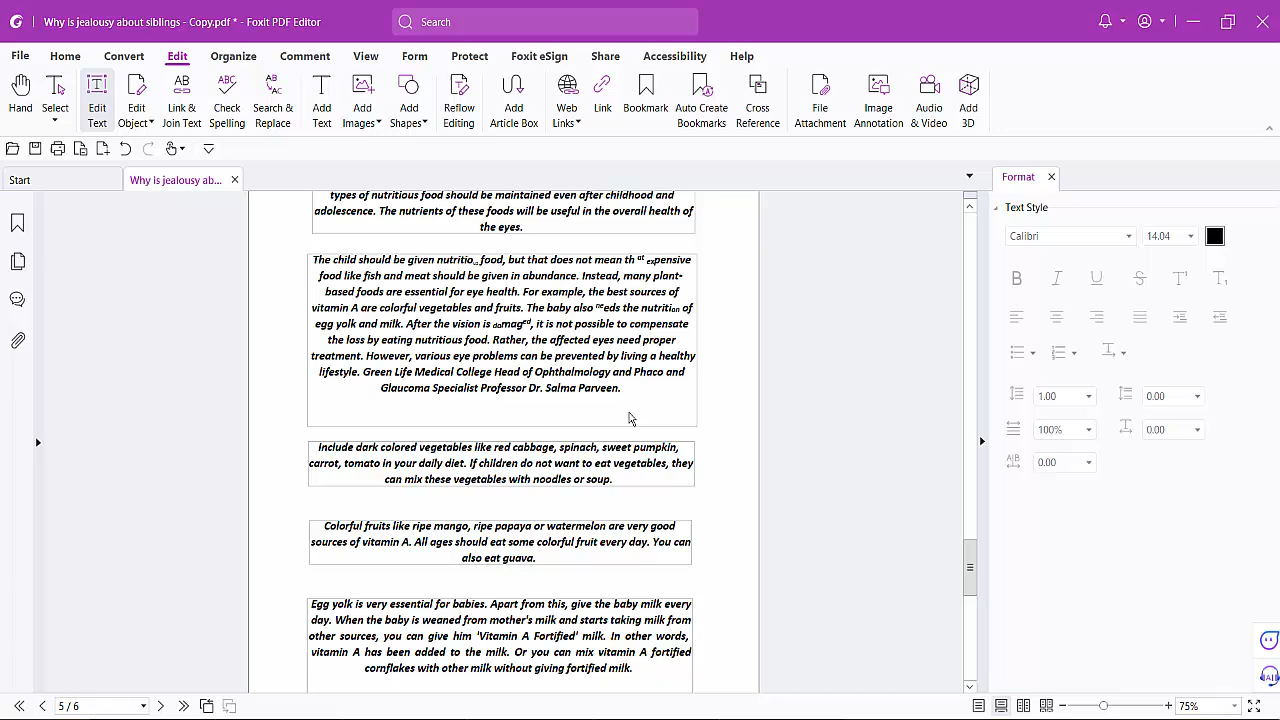 Why is jealousy about siblings - Copy.pdf * - Foxit PDF Editor
Search
File Home Convert Edit Organize Comment View Form Protect Foxit eSign Share Accessibility Help
Hand
Select
Edit Text
Edit Object
Link & Join Text
Check Spelling
Search & Replace
Add Text
Add Images
Add Shapes
Reflow Editing
Add Article Box
Web Links
Link
Bookmark
Auto Create Bookmarks
Cross Reference
File Attachment
Image Annotation
Audio & Video
Add 3D
Start
Why is jealousy ab...
Format
Text Style
Calibri
14.04
1.00
0.00
100%
0.00
0.00
types of nutritious food should be maintained even after childhood and
adolescence. The nutrients of these foods will be useful in the overall health of
the eyes.
The child should be given nutritio food, but that does not mean th at expensive
food like fish and meat should be given in abundance. Instead, many plant-
based foods are essential for eye health. For example, the best sources of
vitamin A are colorful vegetables and fruits. The baby also needs the nutrition of
egg yolk and milk. After the vision is damaged, it is not possible to compensate
the loss by eating nutritious food. Rather, the affected eyes need proper
treatment. However, various eye problems can be prevented by living a healthy
lifestyle. Green Life Medical College Head of Ophthalmology and Phaco and
Glaucoma Specialist Professor Dr. Salma Parveen.
Include dark colored vegetables like red cabbage, spinach, sweet pumpkin,
carrot, tomato in your daily diet. If children do not want to eat vegetables, they
can mix these vegetables with noodles or soup.
Colorful fruits like ripe mango, ripe papaya or watermelon are very good
sources of vitamin A. All ages should eat some colorful fruit every day. You can
also eat guava.
Egg yolk is very essential for babies. Apart from this, give the baby milk every
day. When the baby is weaned from mother's milk and starts taking milk from
other sources, you can give him 'Vitamin A Fortified' milk. In other words,
vitamin A has been added to the milk. Or you can mix vitamin A fortified
cornflakes with other milk without giving fortified milk.
5 / 6
75%